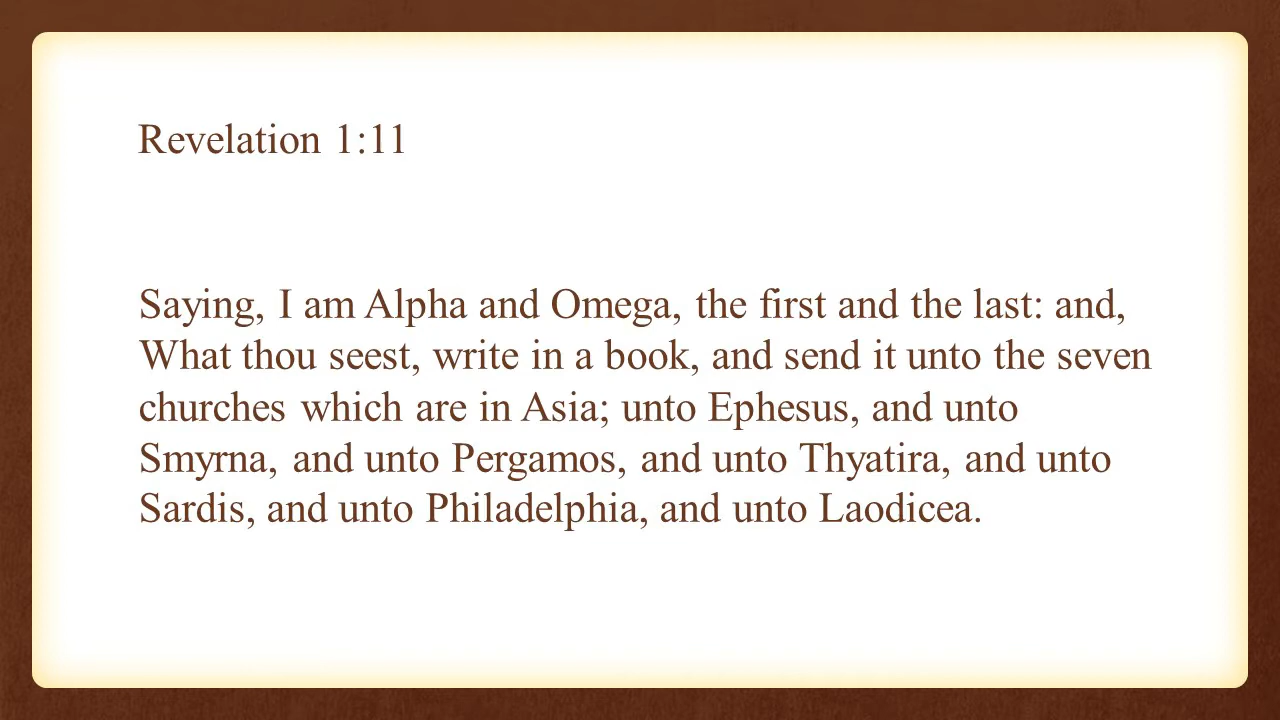 Revelation 1:11
Saying, I am Alpha and Omega, the first and the last: and,
What thou seest, write in a book, and send it unto the seven
churches which are in Asia; unto Ephesus, and unto
Smyrna, and unto Pergamos, and unto Thyatira, and unto
Sardis, and unto Philadelphia, and unto Laodicea.